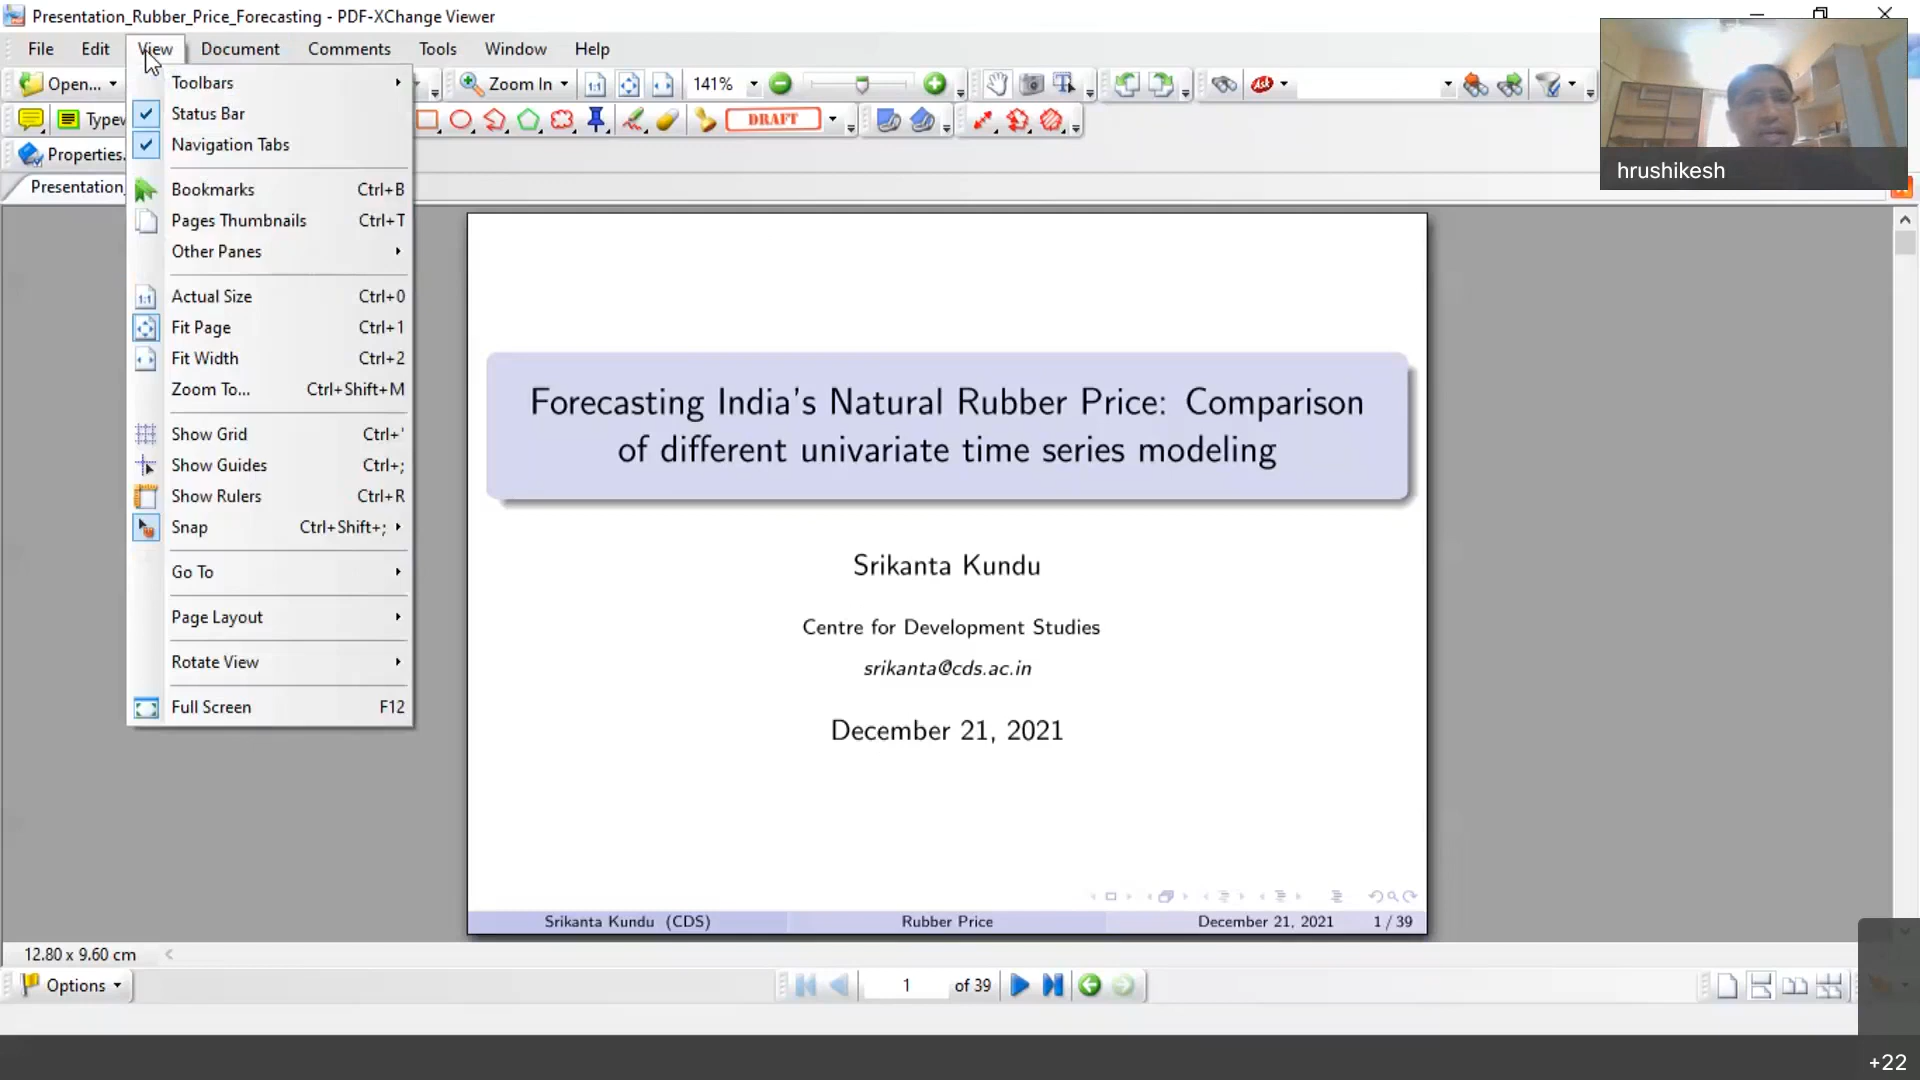 Presentation_Rubber_Price_Forecasting - PDF-XChange Viewer
File Edit View Document Comments Tools Window Help
Open... Zoom In 141%
Typew DRAFT
Properties.
Presentation_
Toolbars
Status Bar
Navigation Tabs
Bookmarks Ctrl+B
Pages Thumbnails Ctrl+T
Other Panes
Actual Size Ctrl+0
Fit Page Ctrl+1
Fit Width Ctrl+2
Zoom To... Ctrl+Shift+M
Show Grid Ctrl+'
Show Guides Ctrl+;
Show Rulers Ctrl+R
Snap Ctrl+Shift+;
Go To
Page Layout
Rotate View
Full Screen F12
hrushikesh
Forecasting India's Natural Rubber Price: Comparison
of different univariate time series modeling
Srikanta Kundu
Centre for Development Studies
srikanta@cds.ac.in
December 21, 2021
Srikanta Kundu (CDS) Rubber Price December 21, 2021 1 / 39
12.80 x 9.60 cm
Options 1 of 39
+22